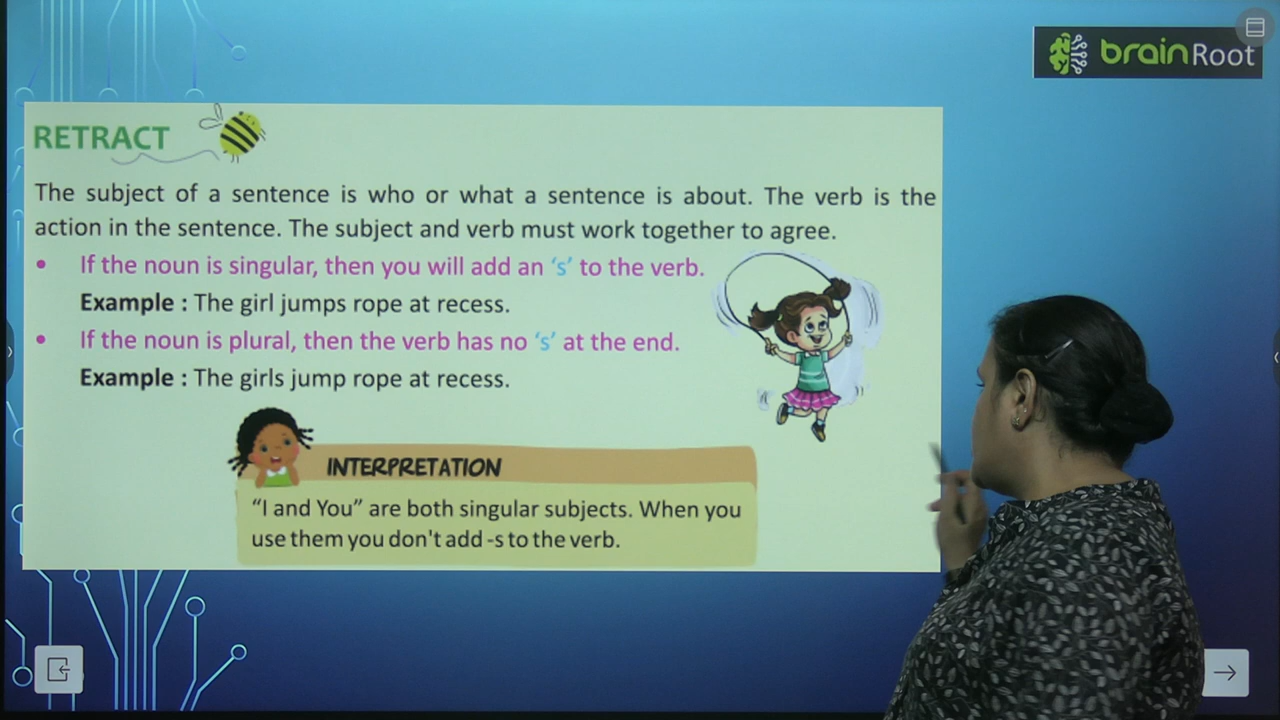 brainRoot
RETRACT
The subject of a sentence is who or what a sentence is about. The verb is the
action in the sentence. The subject and verb must work together to agree.
• If the noun is singular, then you will add an ‘s’ to the verb.
Example : The girl jumps rope at recess.
• If the noun is plural, then the verb has no ‘s’ at the end.
Example : The girls jump rope at recess.
INTERPRETATION
“I and You” are both singular subjects. When you
use them you don't add -s to the verb.